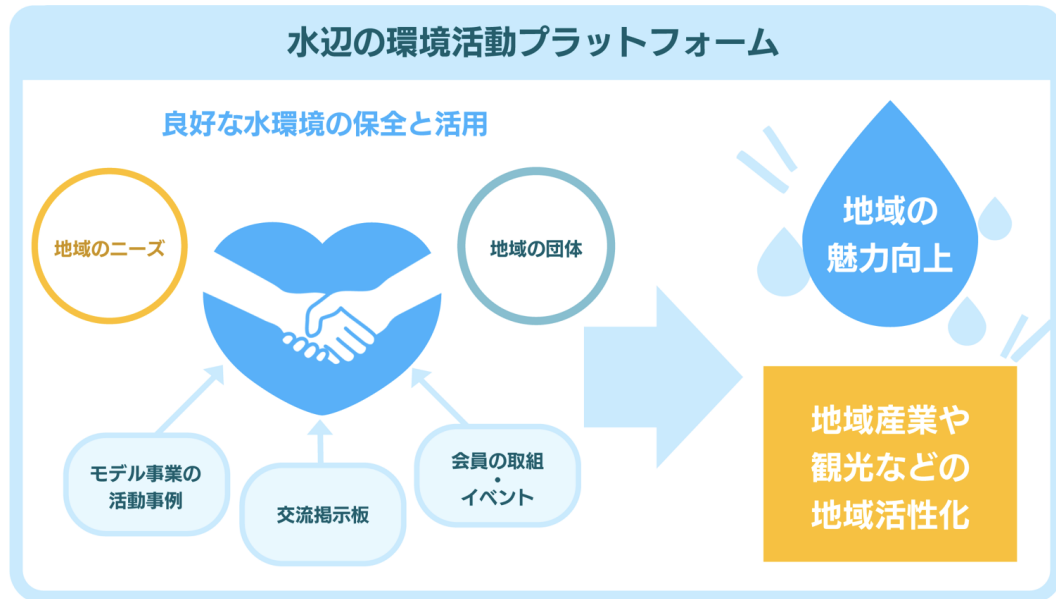 水辺の環境活動プラットフォーム
良好な水環境の保全と活用
地域のニーズ
地域の団体
モデル事業の
活動事例
交流掲示板
会員の取組
・
イベント
地域の
魅力向上
地域産業や
観光などの
地域活性化